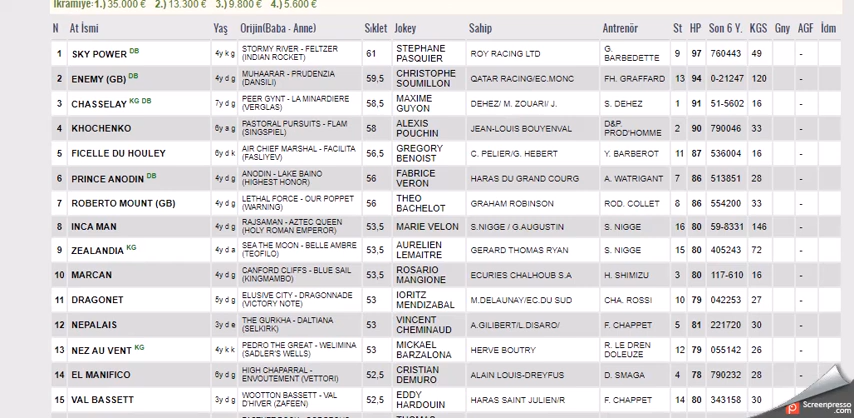 İkramiye:1.) 35.000 € 2.) 13.300 € 3.) 9.800 € 4.) 5.600 €
N At İsmi Yaş Orijin(Baba - Anne) Sıklet Jokey Sahip Antrenör St HP Son 6 Y. KGS Gny AGF İdm
1 SKY POWER DB 4y k g STORMY RIVER - FELTZER (INDIAN ROCKET) 61 STEPHANE PASQUIER ROY RACING LTD G. BARBEDETTE 9 97 760443 49 -
2 ENEMY (GB) DB 4y d g MUHAARAR - PRUDENZIA (DANSILI) 59,5 CHRISTOPHE SOUMILLON QATAR RACING/EC.MONC FH. GRAFFARD 13 94 0-21247 120 -
3 CHASSELAY KG DB 7y d g PEER GYNT - LA MINARDIERE (VERGLAS) 58,5 MAXIME GUYON DEHEZ/ M. ZOUARI/ J. S. DEHEZ 1 91 51-5602 16 -
4 KHOCHENKO 6y a g PASTORAL PURSUITS - FLAM (SINGSPIEL) 58 ALEXIS POUCHIN JEAN-LOUIS BOUYENVAL D&P. PROD'HOMME 2 90 790046 33 -
5 FICELLE DU HOULEY 6y d k AIR CHIEF MARSHAL - FACILITA (FASLIYEV) 56,5 GREGORY BENOIST C. PELIER/G. HEBERT Y. BARBEROT 11 87 536004 16 -
6 PRINCE ANODIN DB 4y d g ANODIN - LAKE BAINO (HIGHEST HONOR) 56 FABRICE VERON HARAS DU GRAND COURG A. WATRIGANT 7 86 513851 28 -
7 ROBERTO MOUNT (GB) 4y d g LETHAL FORCE - OUR POPPET (WARNING) 56 THEO BACHELOT GRAHAM ROBINSON ROD. COLLET 8 86 554200 33 -
8 INCA MAN 4y d g RAJSAMAN - AZTEC QUEEN (HOLY ROMAN EMPEROR) 53,5 MARIE VELON S.NIGGE / G.AUGUSTIN S. NIGGE 16 80 59-8331 146 -
9 ZEALANDIA KG 4y d a SEA THE MOON - BELLE AMBRE (TEOFILO) 53,5 AURELIEN LEMAITRE GERARD THOMAS RYAN S. NIGGE 15 80 405243 72 -
10 MARCAN 4y d g CANFORD CLIFFS - BLUE SAIL (KINGMAMBO) 53,5 ROSARIO MANGIONE ECURIES CHALHOUB S.A H. SHIMIZU 3 80 117-610 16 -
11 DRAGONET 5y d g ELUSIVE CITY - DRAGONNADE (VICTORY NOTE) 53 IORITZ MENDIZABAL M.DELAUNAY/EC.DU SUD CHA. ROSSI 10 79 042253 27 -
12 NEPALAIS 3y d e THE GURKHA - DALTIANA (SELKIRK) 53 VINCENT CHEMINAUD A.GILIBERT/L.DISARO/ F. CHAPPET 5 81 221720 30 -
13 NEZ AU VENT KG 4y k k PEDRO THE GREAT - WELIMINA (SADLER'S WELLS) 53 MICKAEL BARZALONA HERVE BOUTRY R. LE DREN DOLEUZE 12 79 055142 26 -
14 EL MANIFICO 6y d g HIGH CHAPARRAL - ENVOUTEMENT (VETTORI) 52,5 CRISTIAN DEMURO ALAIN LOUIS-DREYFUS D. SMAGA 4 78 790232 28 -
15 VAL BASSETT 3y d g WOOTTON BASSETT - VAL D'HIVER (ZAFEEN) 52,5 EDDY HARDOUIN HARAS SAINT JULIEN/R F. CHAPPET 14 80 343158 30 -
Screenpresso